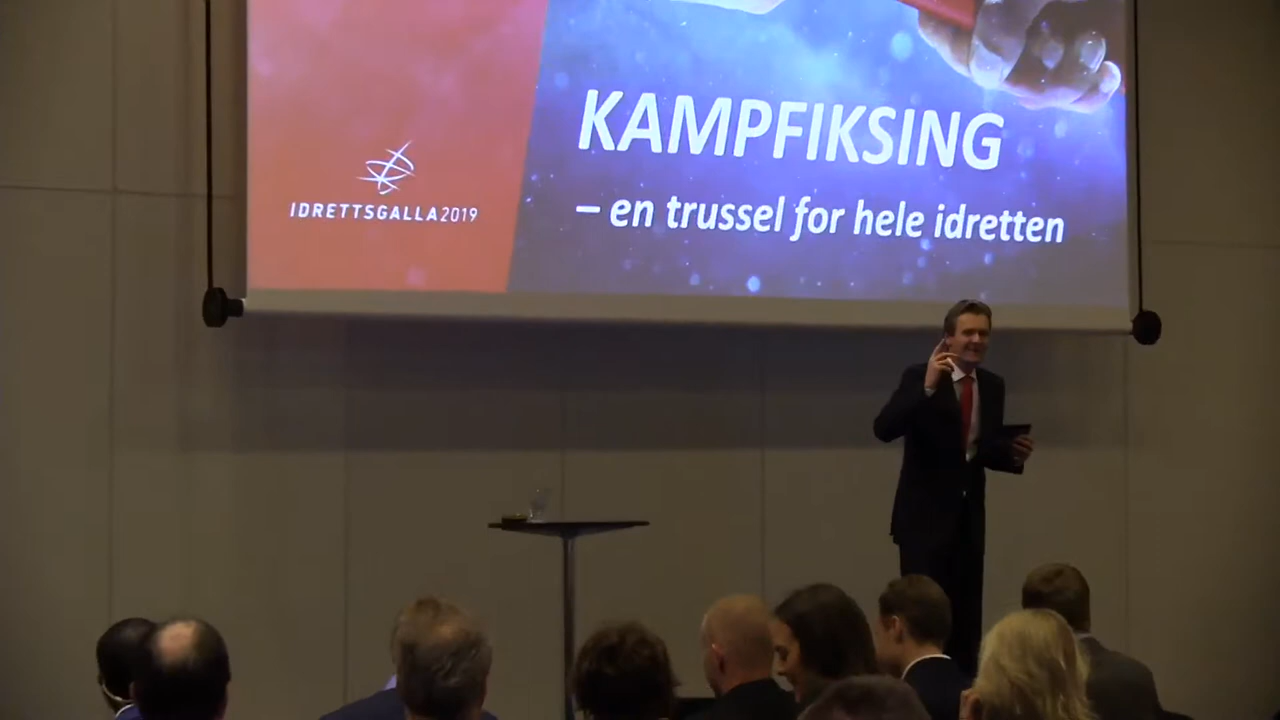 KAMPFIKSING
– en trussel for hele idretten
IDRETTSGALLA2019